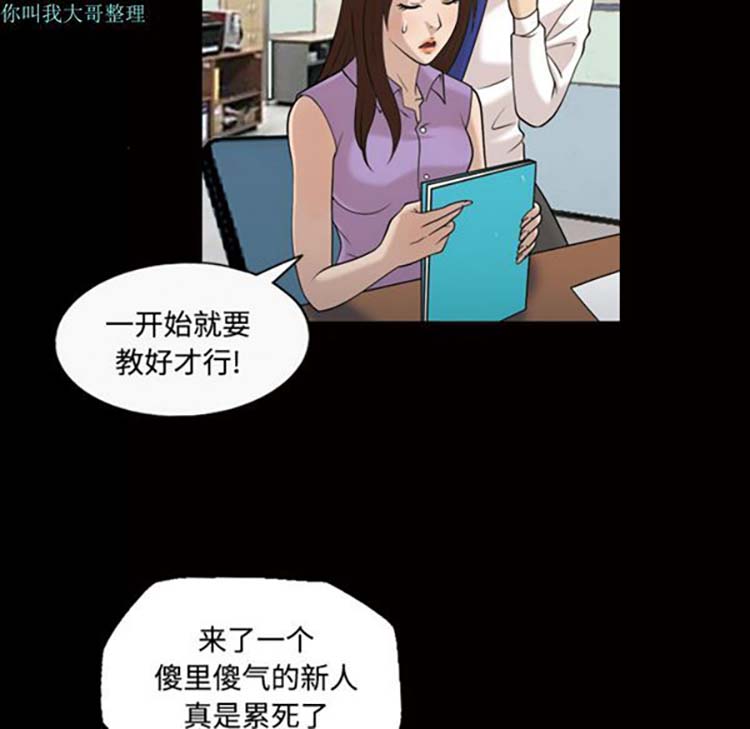 你叫我大哥整理
一开始就要
教好才行!
来了一个
傻里傻气的新人
真是累死了